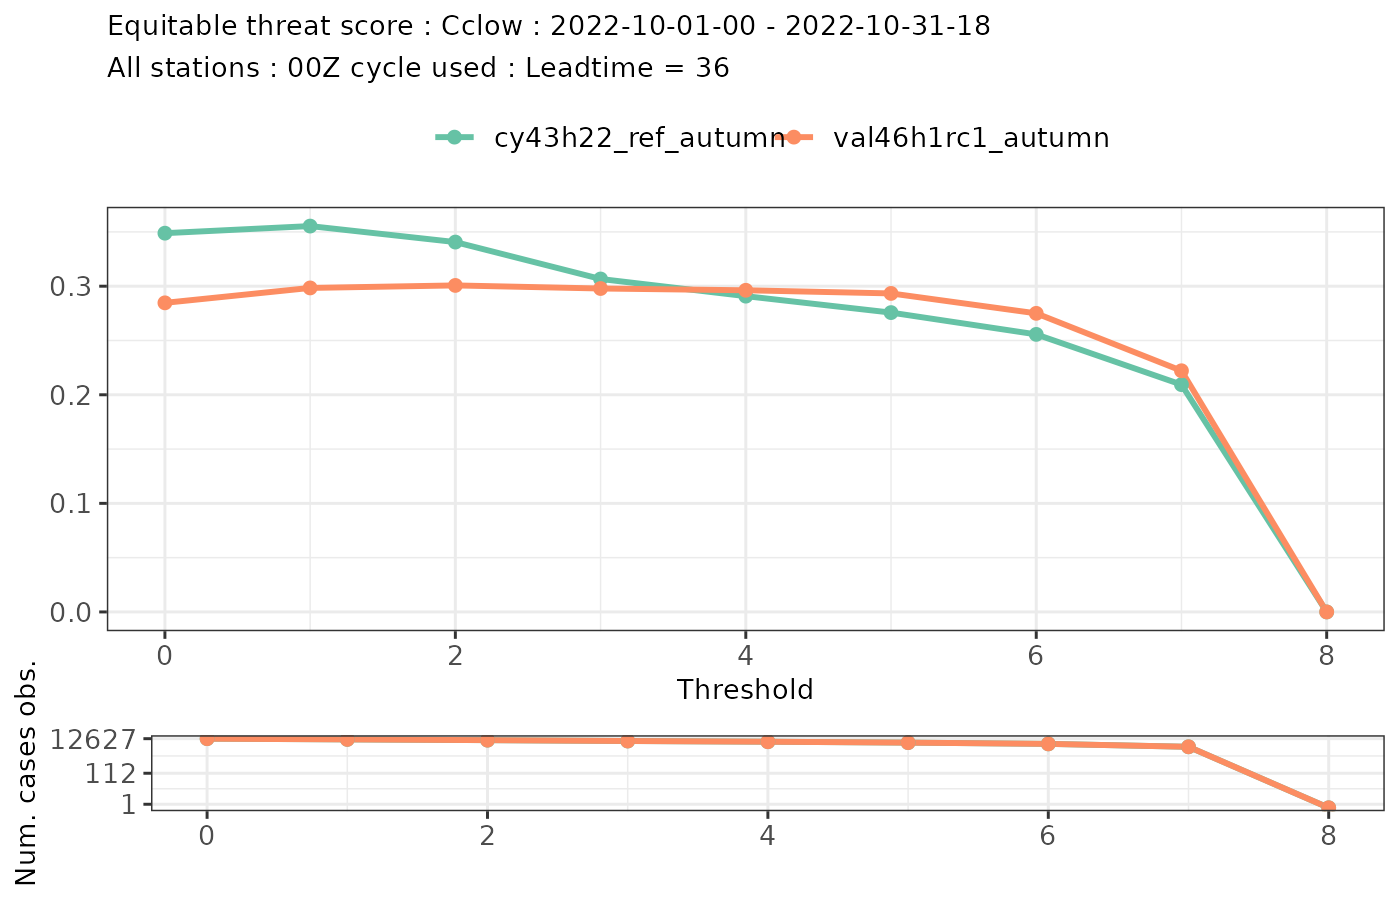 Equitable threat score : Cclow : 2022-10-01-00 - 2022-10-31-18
All stations : 00Z cycle used : Leadtime = 36
cy43h22_ref_autumn val46h1rc1_autumn
0.3
0.2
0.1
0.0
0 2 4 6 8
Threshold
Num. cases obs.
12627
112
1
0 2 4 6 8